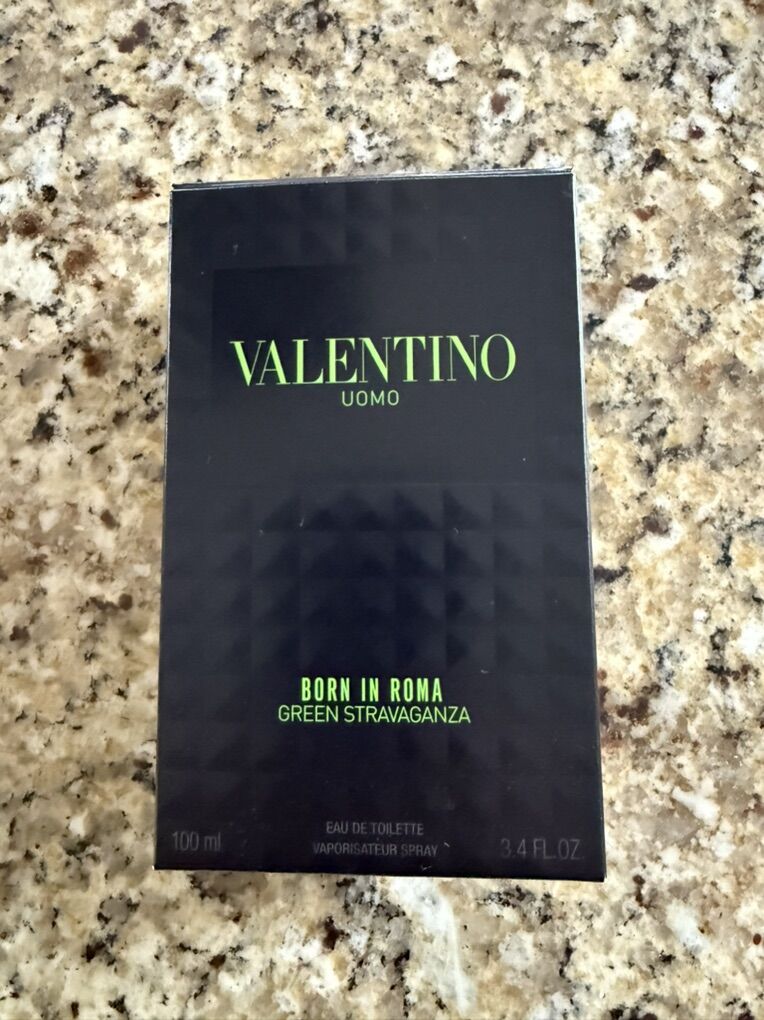 VALENTINO
UOMO
BORN IN ROMA
GREEN STRAVAGANZA
EAU DE TOILETTE
100 ml VAPORISATEUR SPRAY 3.4 FL.OZ.